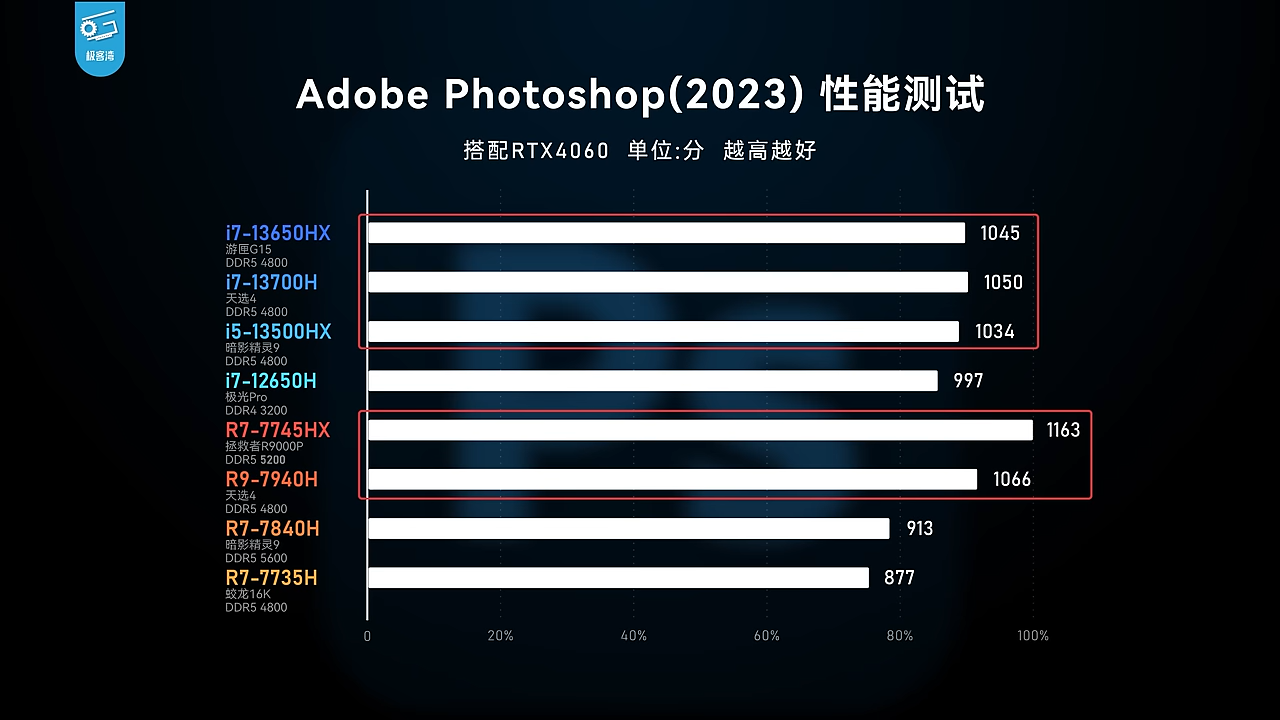 极客湾
Adobe Photoshop(2023) 性能测试
搭配RTX4060 单位:分 越高越好
i7-13650HX
游匣G15
DDR5 4800
1045
i7-13700H
天选4
DDR5 4800
1050
i5-13500HX
暗影精灵9
DDR5 4800
1034
i7-12650H
极光Pro
DDR4 3200
997
R7-7745HX
拯救者R9000P
DDR5 5200
1163
R9-7940H
天选4
DDR5 4800
1066
R7-7840H
暗影精灵9
DDR5 5600
913
R7-7735H
蛟龙16K
DDR5 4800
877
0 20% 40% 60% 80% 100%
Ps